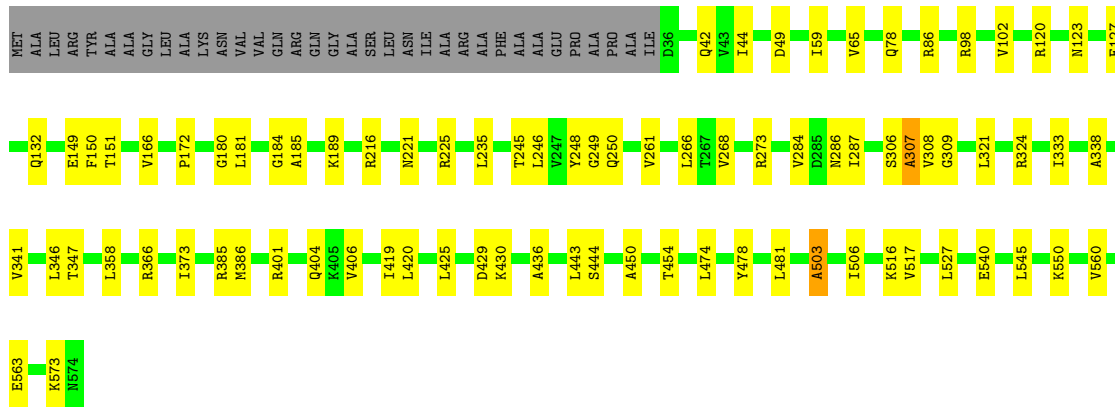 MET ALA LEU ARG TYR ALA ALA GLY LEU ALA LYS ASN VAL VAL GLN ARG GLN GLY ALA SER LEU ASN ILE ALA ARG ALA PHE ALA ALA GLU PRO ALA PRO ALA ILE D36 Q42 V43 I44 D49 I59 V65 Q78 R86 R98 V102 R120 N123
Q132 E149 F150 T151 V166 P172 G180 L181 G184 A185 K189 R216 N221 R225 L235 T245 L246 V247 Y248 G249 Q250 V261 L266 T267 V268 R273 V284 D285 N286 I287 S306 A307 V308 G309 L321 R324 I333 A338
V341 L346 T347 L358 R366 I373 R385 M386 R401 Q404 K405 V406 I419 L420 L425 D429 K430 A436 L443 S444 A450 T454 L474 Y478 L481 A503 I506 K516 V517 L527 E540 L545 K550 V560
E563 K573 N574